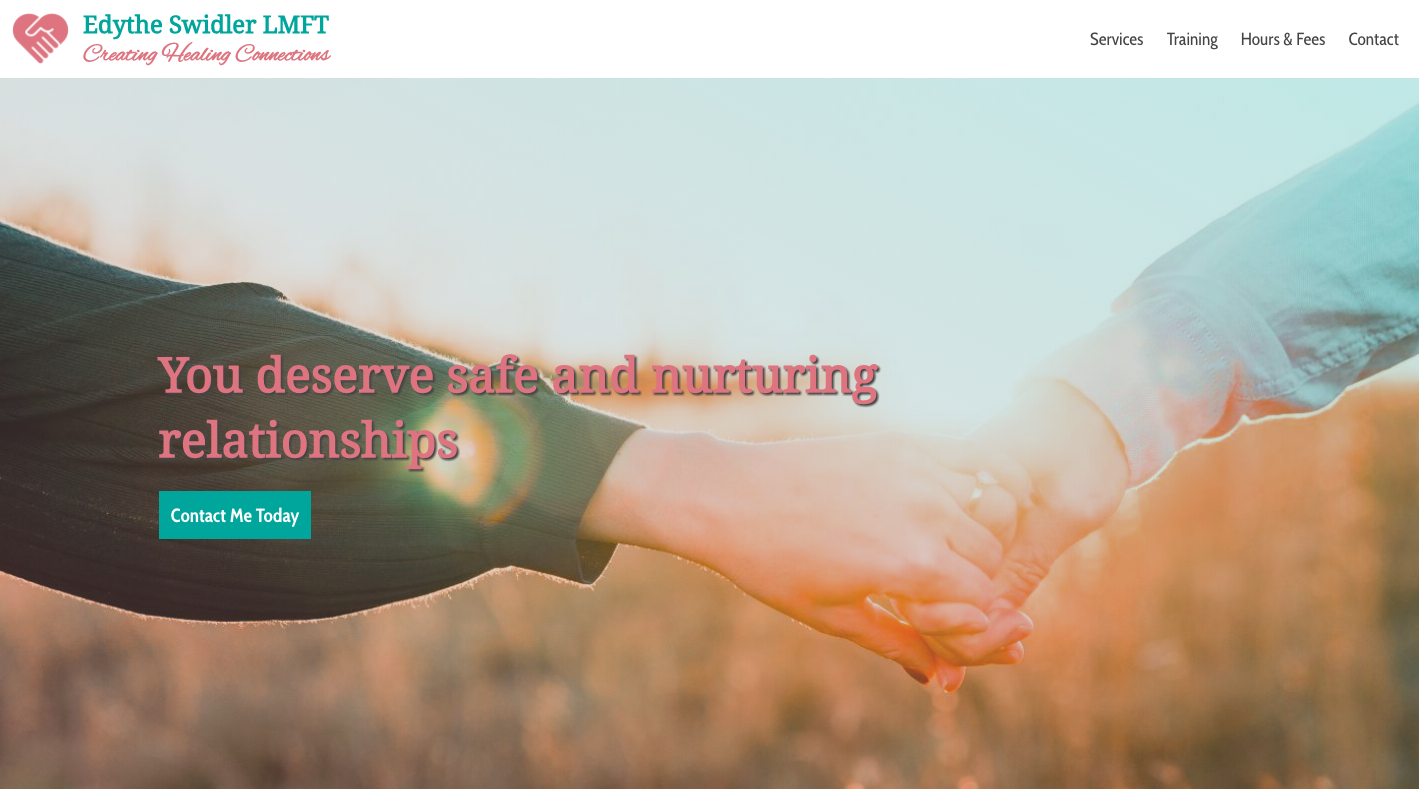 Edythe Swidler LMFT
Creating Healing Connections
Services Training Hours & Fees Contact
You deserve safe and nurturing
relationships
Contact Me Today